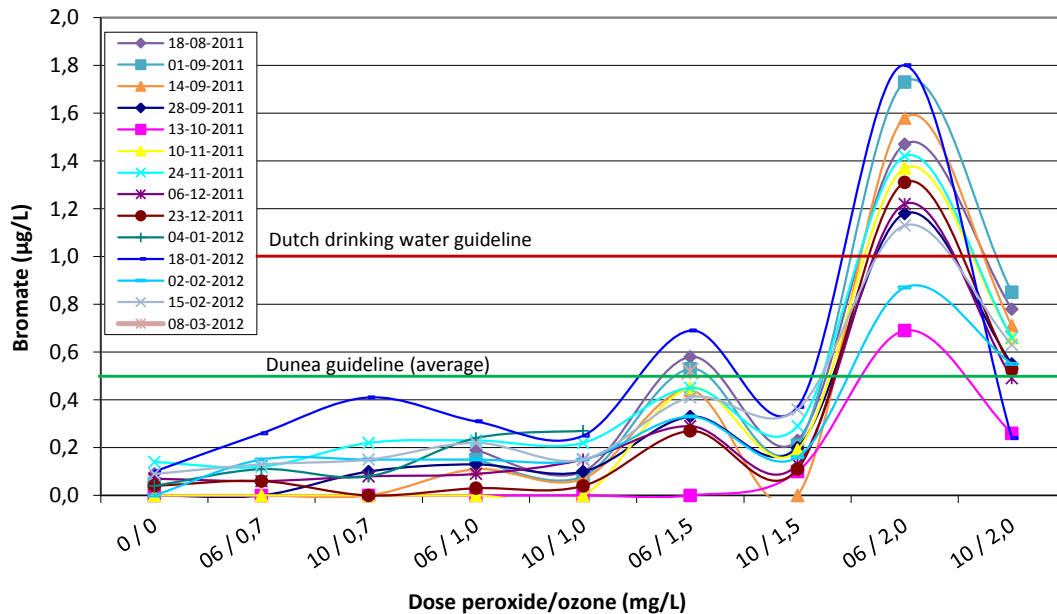 2,0
1,8
1,6
1,4
1,2
1,0
0,8
0,6
0,4
0,2
0,0
Bromate (µg/L)
18-08-2011
01-09-2011
14-09-2011
28-09-2011
13-10-2011
10-11-2011
24-11-2011
06-12-2011
23-12-2011
04-01-2012
18-01-2012
02-02-2012
15-02-2012
08-03-2012
Dutch drinking water guideline
Dunea guideline (average)
0 / 0
06 / 0,7
10 / 0,7
06 / 1,0
10 / 1,0
06 / 1,5
10 / 1,5
06 / 2,0
10 / 2,0
Dose peroxide/ozone (mg/L)